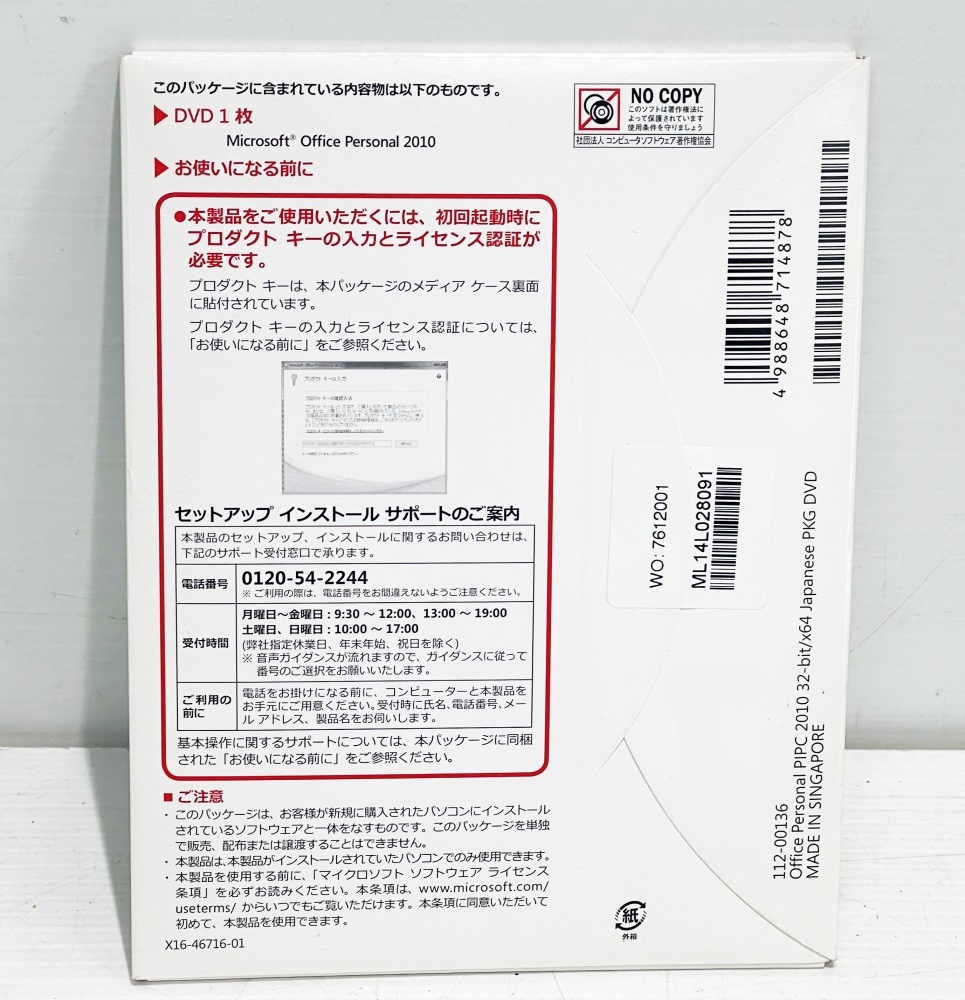 このパッケージに含まれている内容物は以下のものです。
▶DVD 1 枚
Microsoft® Office Personal 2010
▶お使いになる前に
●本製品をご使用いただくには、初回起動時に
プロダクト キーの入力とライセンス認証が
必要です。
プロダクト キーは、本パッケージのメディア ケース裏面
に貼付されています。
プロダクト キーの入力とライセンス認証については、
「お使いになる前に」をご参照ください。
プロダクト キーの入力
セットアップ インストール サポートのご案内
本製品のセットアップ、インストールに関するお問い合わせは、
下記のサポート受付窓口で承ります。
電話番号
0120-54-2244
※ ご利用の際は、電話番号をお間違えないようご注意ください。
受付時間
月曜日～金曜日：9:30 ～ 12:00、13:00 ～ 19:00
土曜日、日曜日：10:00 ～ 17:00
(弊社指定休業日、年末年始、祝日を除く)
※ 音声ガイダンスが流れますので、ガイダンスに従って
番号のご選択をお願いいたします。
ご利用の
前に
電話をお掛けになる前に、コンピューターと本製品を
お手元にご用意ください。受付時に氏名、電話番号、メー
ル アドレス、製品名をお伺いします。
基本操作に関するサポートについては、本パッケージに同梱
された「お使いになる前に」をご参照ください。
■ ご注意
・このパッケージは、お客様が新規に購入されたパソコンにインストール
されているソフトウェアと一体をなすものです。このパッケージを単独
で販売、配布または譲渡することはできません。
・本製品は、本製品がインストールされていたパソコンでのみ使用できます。
・本製品を使用する前に、「マイクロソフト ソフトウェア ライセンス
条項」を必ずお読みください。本条項は、www.microsoft.com/
useterms/ からいつでもご覧いただけます。本条項に同意いただいて
初めて、本製品を使用できます。
X16-46716-01
NO COPY
このソフトは著作権法に
よって保護されています
使用条件を守りましょう
社団法人 コンピュータソフトウェア著作権協会
4 988648 714878
WO: 7612001
ML14L028091
112-00136
Office Personal PIPC 2010 32-bit/x64 Japanese PKG DVD
MADE IN SINGAPORE
紙
外箱